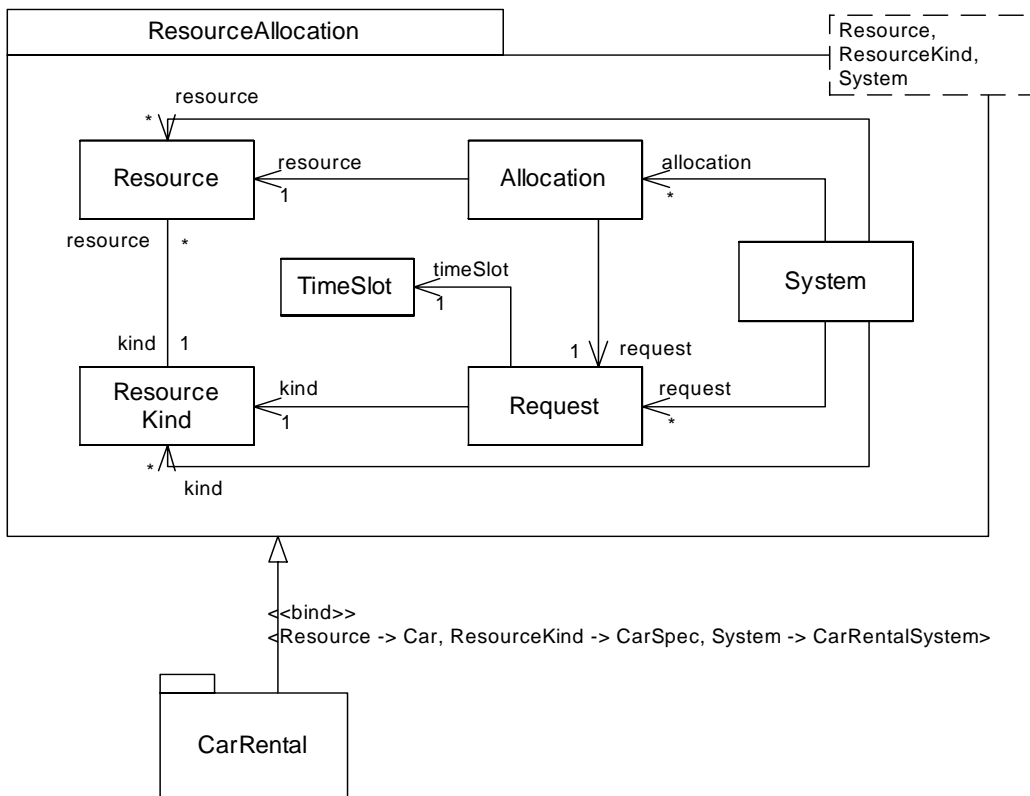 ResourceAllocation
Resource,
ResourceKind,
System
resource
*
Resource
resource
1
Allocation
allocation
*
resource
*
TimeSlot
timeSlot
1
System
kind
1
1
request
Resource
Kind
kind
1
Request
request
*
*
kind
<<bind>>
<Resource -> Car, ResourceKind -> CarSpec, System -> CarRentalSystem>
CarRental